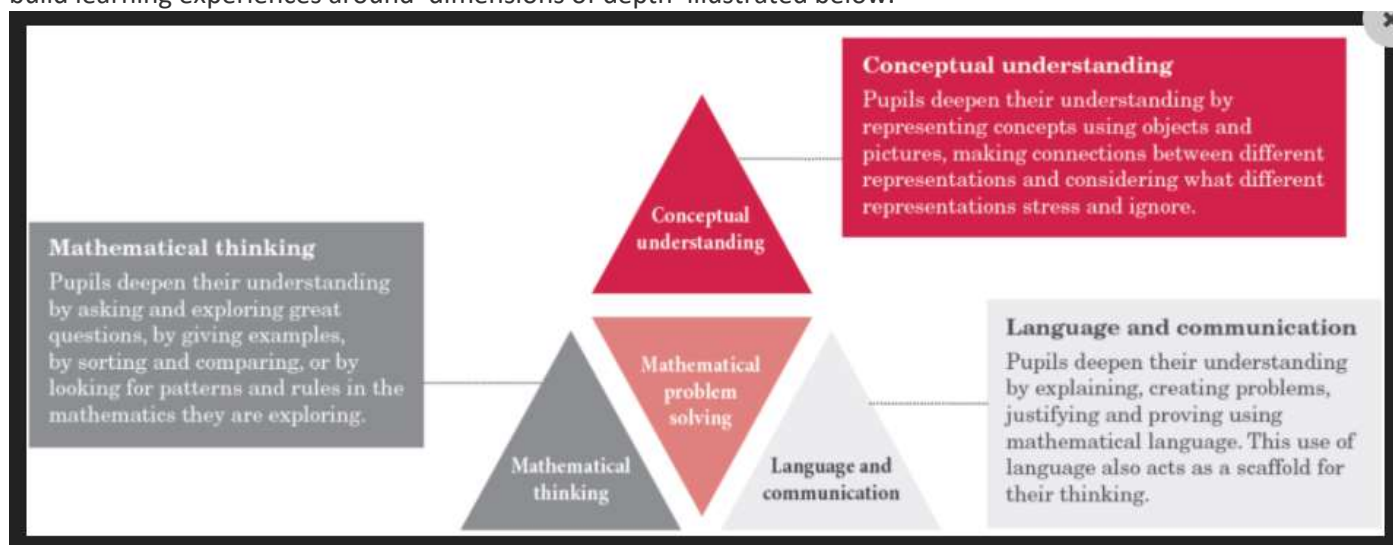 build learning experiences around 'dimensions of depth' illustrated below.
Conceptual understanding
Pupils deepen their understanding by
representing concepts using objects and
pictures, making connections between different
representations and considering what different
representations stress and ignore.
Conceptual
understanding
Mathematical thinking
Pupils deepen their understanding
by asking and exploring great
questions, by giving examples,
by sorting and comparing, or by
looking for patterns and rules in the
mathematics they are exploring.
Mathematical
problem
solving
Language and communication
Pupils deepen their understanding
by explaining, creating problems,
justifying and proving using
mathematical language. This use of
language also acts as a scaffold for
their thinking.
Mathematical
thinking
Language and
communication